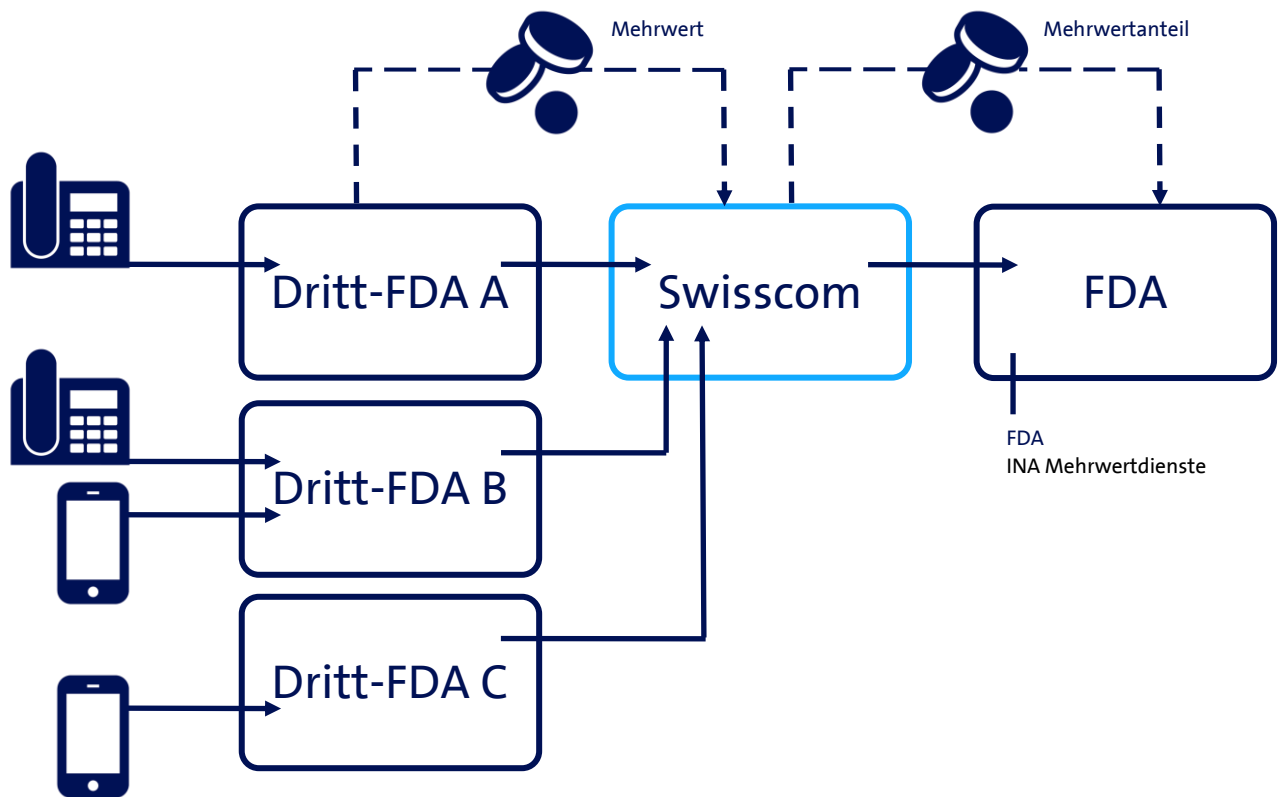 Mehrwert
Mehrwertanteil
Dritt-FDA A
Swisscom
FDA
FDA
INA Mehrwertdienste
Dritt-FDA B
Dritt-FDA C